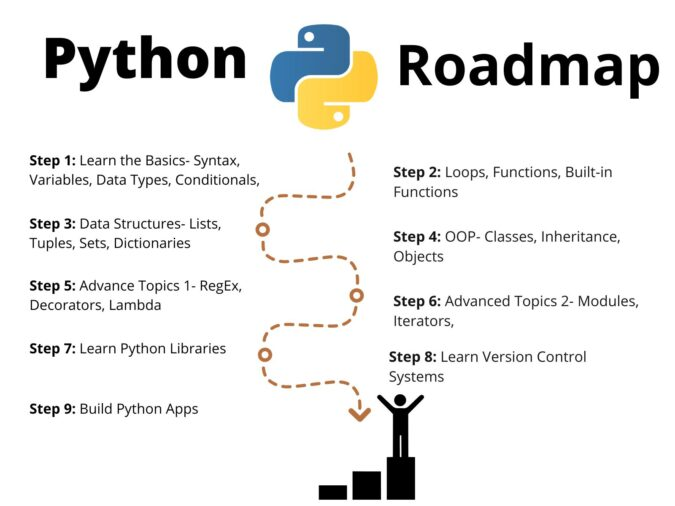 Python Roadmap
Step 1: Learn the Basics- Syntax,
Variables, Data Types, Conditionals,
Step 2: Loops, Functions, Built-in
Functions
Step 3: Data Structures- Lists,
Tuples, Sets, Dictionaries
Step 4: OOP- Classes, Inheritance,
Objects
Step 5: Advance Topics 1- RegEx,
Decorators, Lambda
Step 6: Advanced Topics 2- Modules,
Iterators,
Step 7: Learn Python Libraries
Step 8: Learn Version Control
Systems
Step 9: Build Python Apps